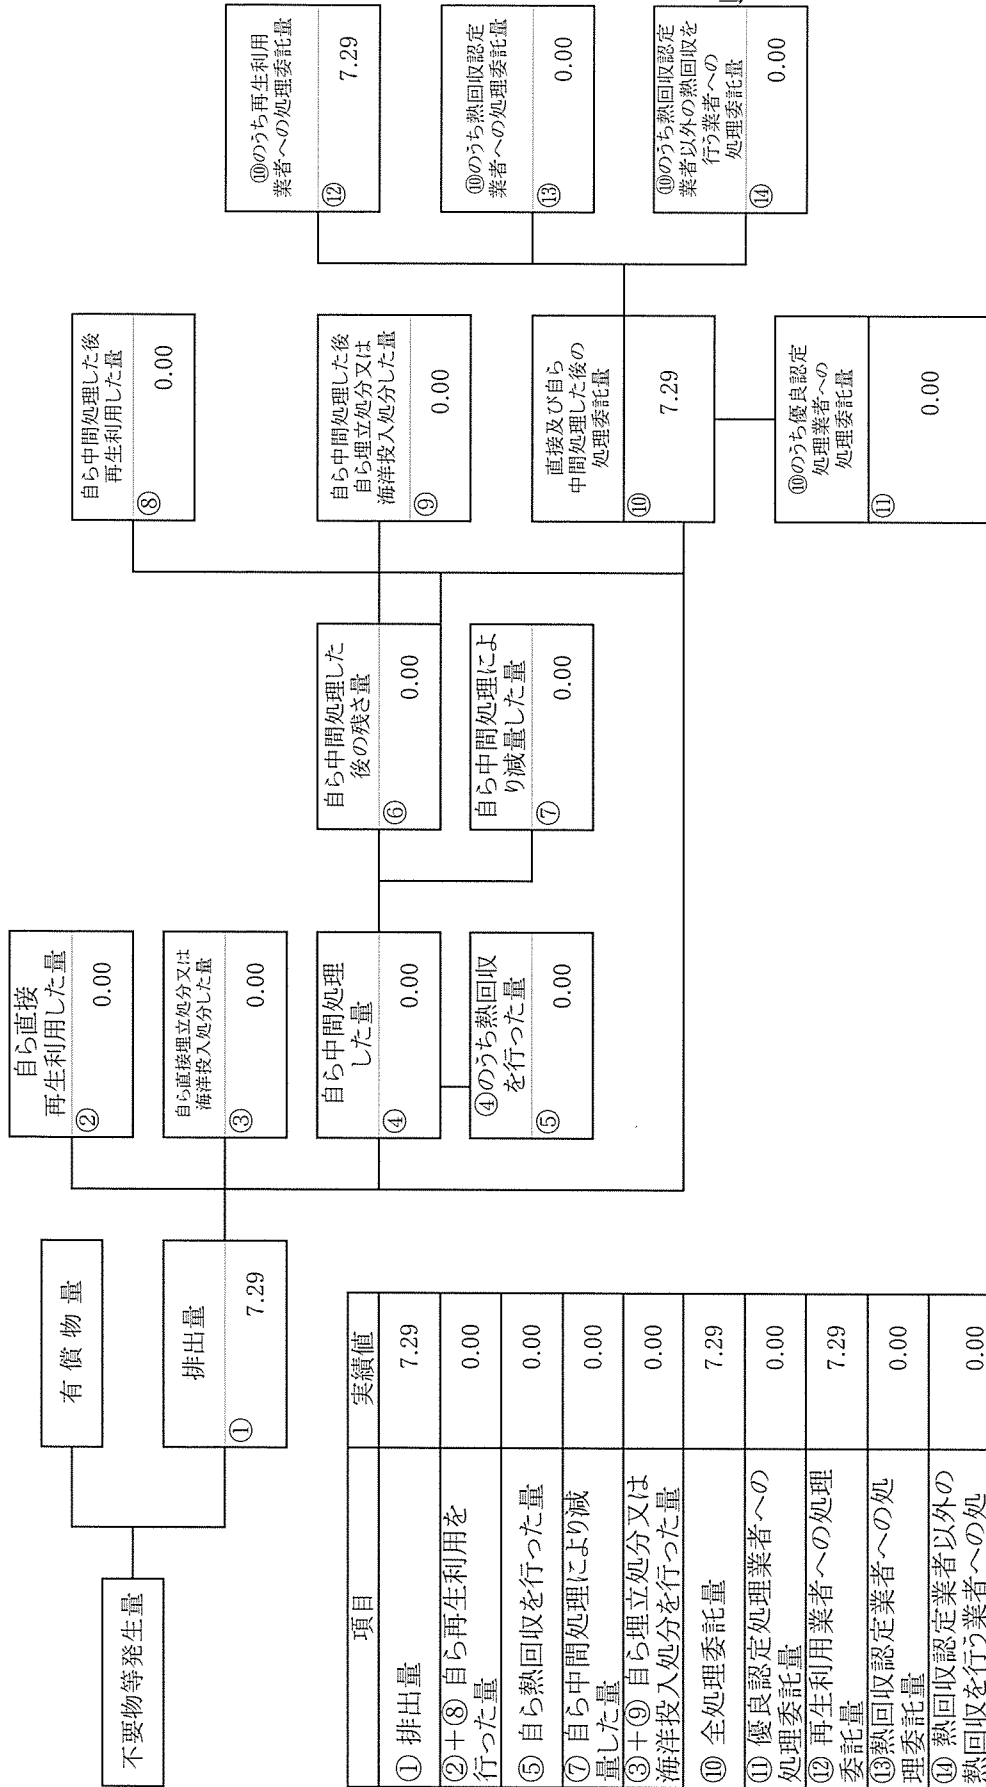 不要物等発生量
有 償 物 量
排出量
①
7.29
自ら直接
再生利用した量
②
0.00
自ら直接埋立処分又は
海洋投入処分した量
③
0.00
自ら中間処理
した量
④
0.00
④のうち熱回収
を行った量
⑤
0.00
自ら中間処理した
後の残さ量
⑥
0.00
自ら中間処理によ
り減量した量
⑦
0.00
自ら中間処理した後
再生利用した量
⑧
0.00
自ら中間処理した後
自ら埋立処分又は
海洋投入処分した量
⑨
0.00
直接及び自ら
中間処理した後の
処理委託量
⑩
7.29
⑩のうち優良認定
処理業者への
処理委託量
⑪
0.00
⑩のうち再生利用
業者への処理委託量
⑫
7.29
⑩のうち熱回収認定
業者への処理委託量
⑬
0.00
⑩のうち熱回収認定
業者以外の熱回収を
行う業者への
処理委託量
⑭
0.00
項目 実績値
① 排出量 7.29
②+⑧ 自ら再生利用を
行った量 0.00
⑤ 自ら熱回収を行った量 0.00
⑦ 自ら中間処理により減
量した量 0.00
③+⑨ 自ら埋立処分又は
海洋投入処分を行った量 0.00
⑩ 全処理委託量 7.29
⑪ 優良認定処理業者への
処理委託量 0.00
⑫ 再生利用業者への処理
委託量 7.29
⑬熱回収認定業者への処
理委託量 0.00
⑭ 熱回収認定業者以外の
熱回収を行う業者への処 0.00